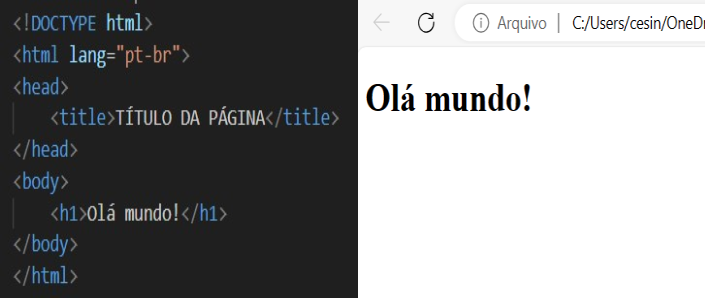 <!DOCTYPE html>
<html lang="pt-br">
<head>
<title>TÍTULO DA PÁGINA</title>
</head>
<body>
<h1>Olá mundo!</h1>
</body>
</html>
Arquivo | C:/Users/cesin/OneDr
Olá mundo!